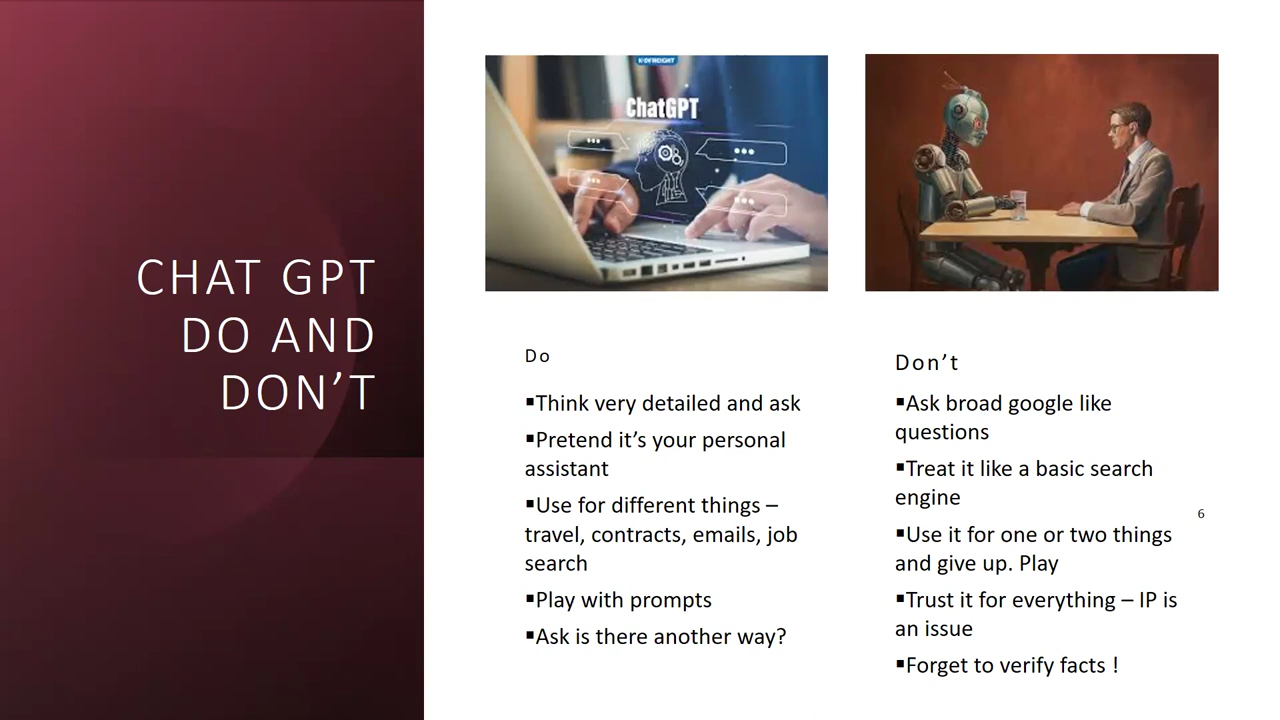 CHAT GPT
DO AND
DON’T
K⚙FREIGHT
ChatGPT
Do
▪Think very detailed and ask
▪Pretend it’s your personal
assistant
▪Use for different things –
travel, contracts, emails, job
search
▪Play with prompts
▪Ask is there another way?
Don’t
▪Ask broad google like
questions
▪Treat it like a basic search
engine
▪Use it for one or two things
and give up. Play
▪Trust it for everything – IP is
an issue
▪Forget to verify facts !
6